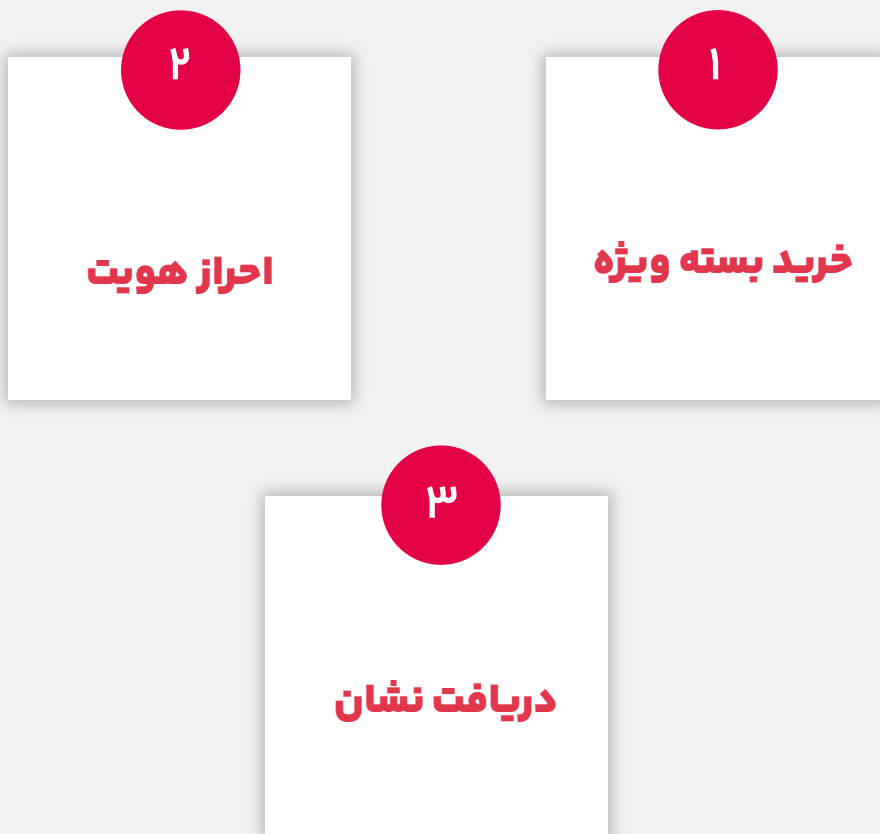 ۱
خرید بسته ویژه
۲
احراز هویت
۳
دریافت نشان